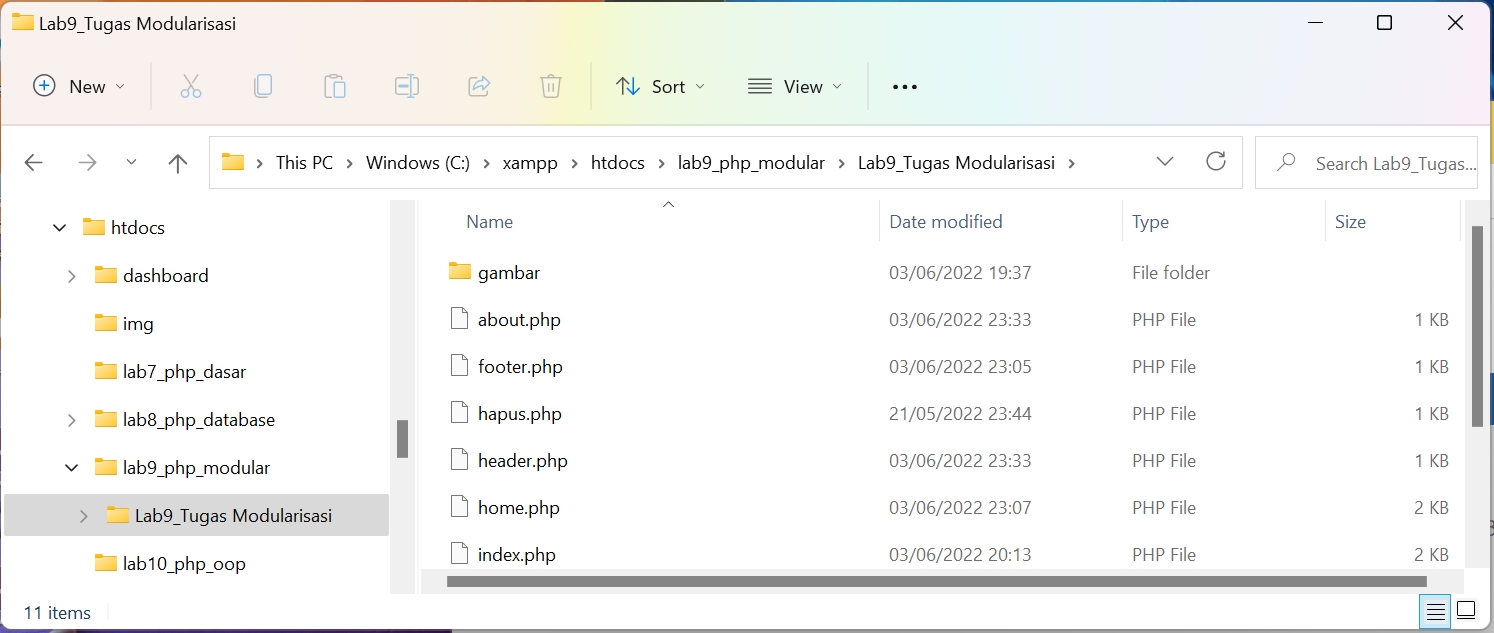 Lab9_Tugas Modularisasi
New Sort View
This PC Windows (C:) xampp htdocs lab9_php_modular Lab9_Tugas Modularisasi Search Lab9_Tugas...
htdocs
dashboard
img
lab7_php_dasar
lab8_php_database
lab9_php_modular
Lab9_Tugas Modularisasi
lab10_php_oop
Name Date modified Type Size
gambar 03/06/2022 19:37 File folder
about.php 03/06/2022 23:33 PHP File 1 KB
footer.php 03/06/2022 23:05 PHP File 1 KB
hapus.php 21/05/2022 23:44 PHP File 1 KB
header.php 03/06/2022 23:33 PHP File 1 KB
home.php 03/06/2022 23:07 PHP File 2 KB
index.php 03/06/2022 20:13 PHP File 2 KB
11 items